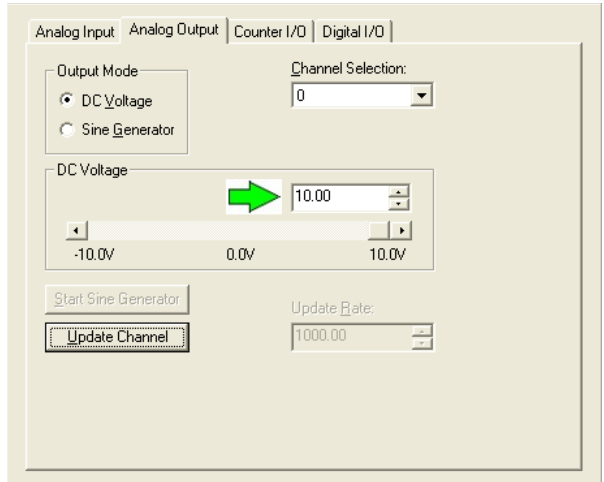 Analog Input Analog Output Counter I/O Digital I/O
Output Mode
DC Voltage
Sine Generator
Channel Selection:
0
DC Voltage
10.00
-10.0V 0.0V 10.0V
Start Sine Generator
Update Channel
Update Rate:
1000.00